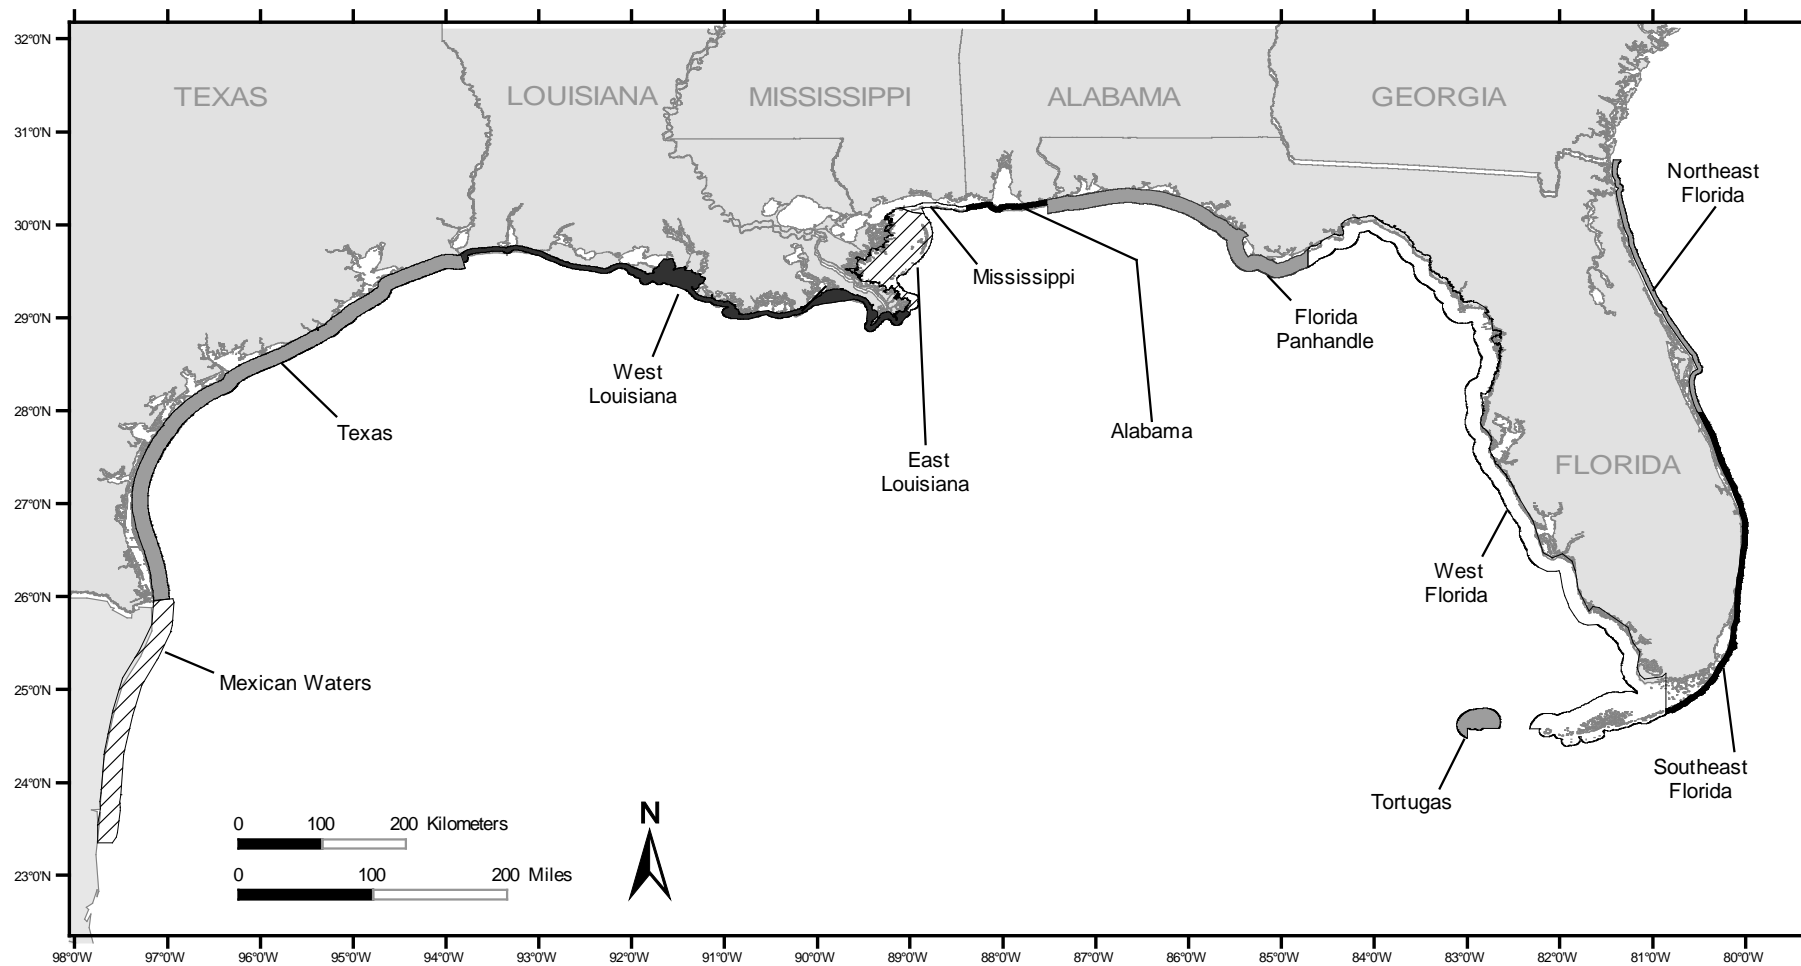 32°0'N
31°0'N
30°0'N
29°0'N
28°0'N
27°0'N
26°0'N
25°0'N
24°0'N
23°0'N
TEXAS
LOUISIANA
MISSISSIPPI
ALABAMA
GEORGIA
FLORIDA
Northeast
Florida
Mississippi
Florida
Panhandle
West
Louisiana
Texas
Alabama
East
Louisiana
West
Florida
Mexican Waters
Southeast
Florida
Tortugas
N
0 100 200 Kilometers
0 100 200 Miles
98°0'W 97°0'W 96°0'W 95°0'W 94°0'W 93°0'W 92°0'W 91°0'W 90°0'W 89°0'W 88°0'W 87°0'W 86°0'W 85°0'W 84°0'W 83°0'W 82°0'W 81°0'W 80°0'W